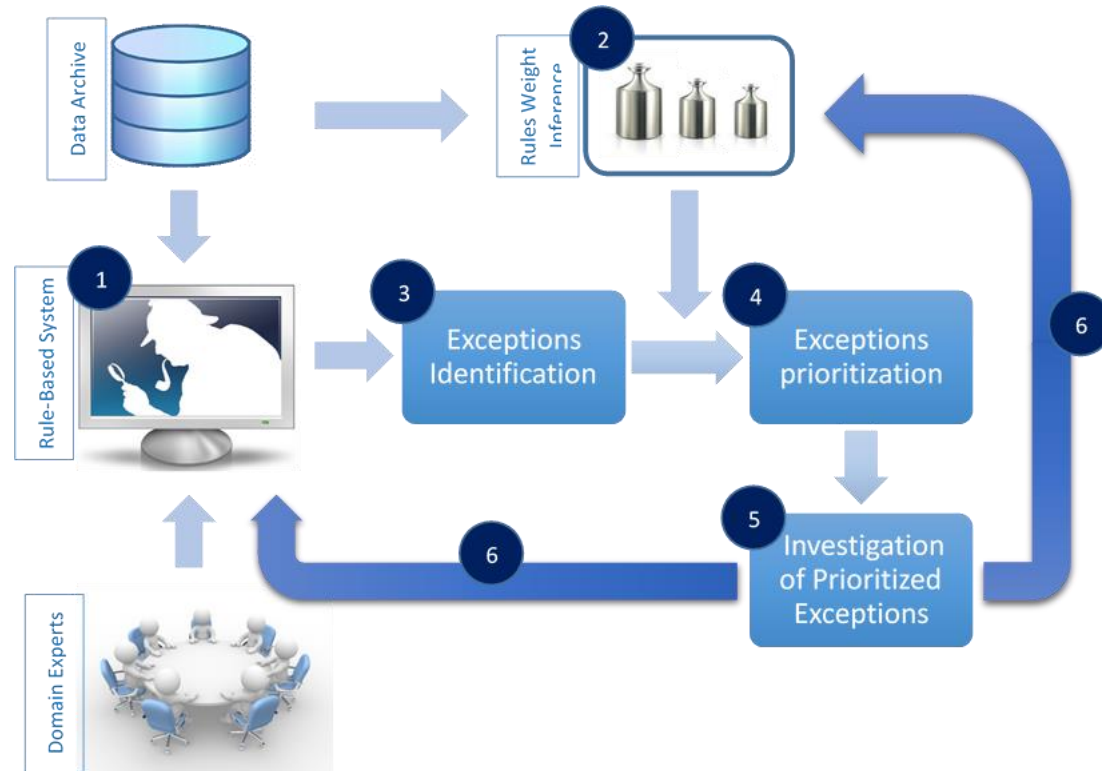 Data Archive
2
Rules Weight
Inference
1
Rule-Based System
3
Exceptions
Identification
4
Exceptions
prioritization
6
5
Investigation
of Prioritized
Exceptions
6
Domain Experts